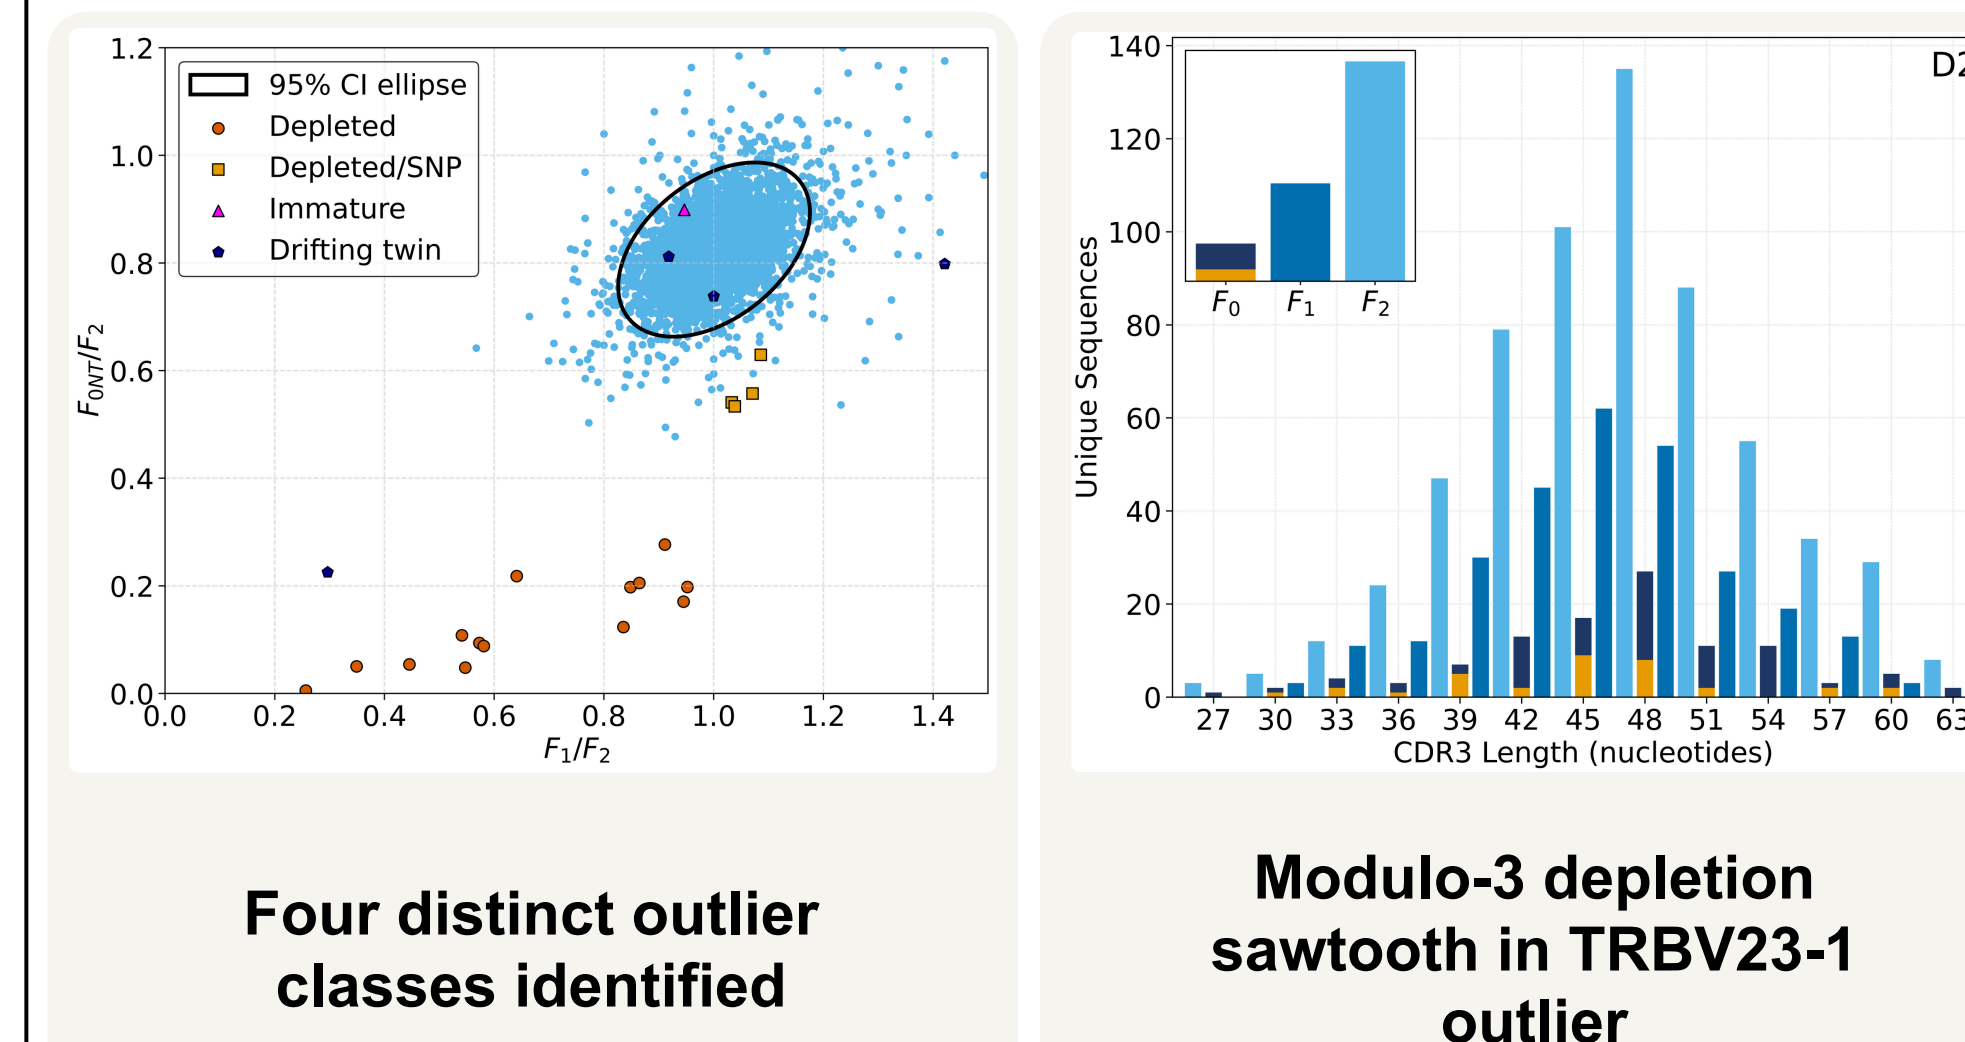 1.2
1.0
0.8
0.6
0.4
0.2
0.0
95% CI ellipse
Depleted
Depleted/SNP
Immature
Drifting twin
F0NT/F2
0.0 0.2 0.4 0.6 0.8 1.0 1.2 1.4
F1/F2
Four distinct outlier
classes identified
140
120
100
80
60
40
20
0
D2
F0 F1 F2
Unique Sequences
27 30 33 36 39 42 45 48 51 54 57 60 63
CDR3 Length (nucleotides)
Modulo-3 depletion
sawtooth in TRBV23-1
outlier